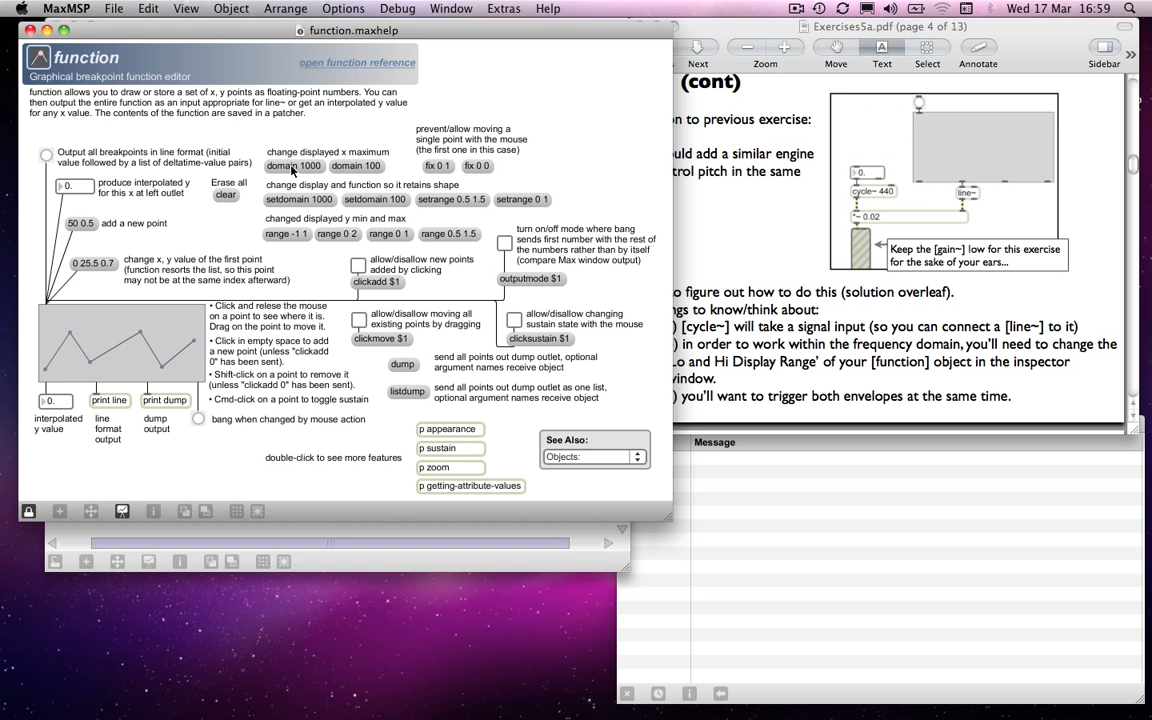 MaxMSP File Edit View Object Arrange Options Debug Window Extras Help
Wed 17 Mar 16:59
function.maxhelp
function
open function reference
Graphical breakpoint function editor
function allows you to draw or store a set of x, y points as floating-point numbers. You can
then output the entire function as an input appropriate for line~ or get an interpolated y value
for any x value. The contents of the function are saved in a patcher.
prevent/allow moving a
single point with the mouse
(the first one in this case)
Output all breakpoints in line format (initial
value followed by a list of deltatime-value pairs)
change displayed x maximum
domain 1000 domain 100
fix 0 1 fix 0 0
0.
produce interpolated y
for this x at left outlet
Erase all
clear
change display and function so it retains shape
setdomain 1000 setdomain 100 setrange 0.5 1.5 setrange 0 1
changed displayed y min and max
range -1 1 range 0 2 range 0 1 range 0.5 1.5
50 0.5 add a new point
turn on/off mode where bang
sends first number with the rest of
the numbers rather than by itself
(compare Max window output)
outputmode $1
0 25.5 0.7
change x, y value of the first point
(function resorts the list, so this point
may not be at the same index afterward)
allow/disallow new points
added by clicking
clickadd $1
• Click and relese the mouse
on a point to see where it is.
Drag on the point to move it.
• Click in empty space to add
a new point (unless "clickadd
0" has been sent).
• Shift-click on a point to remove it
(unless "clickmove 0" has been sent).
• Cmd-click on a point to toggle sustain
allow/disallow moving all
existing points by dragging
clickmove $1
allow/disallow changing
sustain state with the mouse
clicksustain $1
dump
send all points out dump outlet, optional
argument names receive object
listdump
send all points out dump outlet as one list,
optional argument names receive object
0. print line print dump
interpolated
y value
line
format
output
dump
output
bang when changed by mouse action
double-click to see more features
p appearance
p sustain
p zoom
p getting-attribute-values
See Also:
Objects:
Exercises5a.pdf (page 4 of 13)
Next Zoom Move Text Select Annotate Sidebar
(cont)
on to previous exercise:
uld add a similar engine
trol pitch in the same
0.
cycle~ 440
line~
*~ 0.02
Keep the [gain~] low for this exercise
for the sake of your ears...
o figure out how to do this (solution overleaf).
ngs to know/think about:
) [cycle~] will take a signal input (so you can connect a [line~] to it)
) in order to work within the frequency domain, you'll need to change the
Lo and Hi Display Range' of your [function] object in the inspector
window.
) you'll want to trigger both envelopes at the same time.
Message